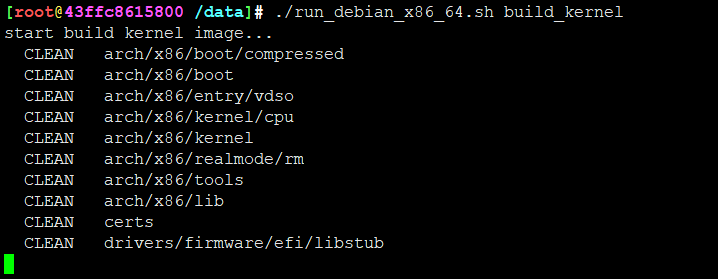 [root@43ffc8615800 /data]# ./run_debian_x86_64.sh build_kernel
start build kernel image...
CLEAN arch/x86/boot/compressed
CLEAN arch/x86/boot
CLEAN arch/x86/entry/vdso
CLEAN arch/x86/kernel/cpu
CLEAN arch/x86/kernel
CLEAN arch/x86/realmode/rm
CLEAN arch/x86/tools
CLEAN arch/x86/lib
CLEAN certs
CLEAN drivers/firmware/efi/libstub